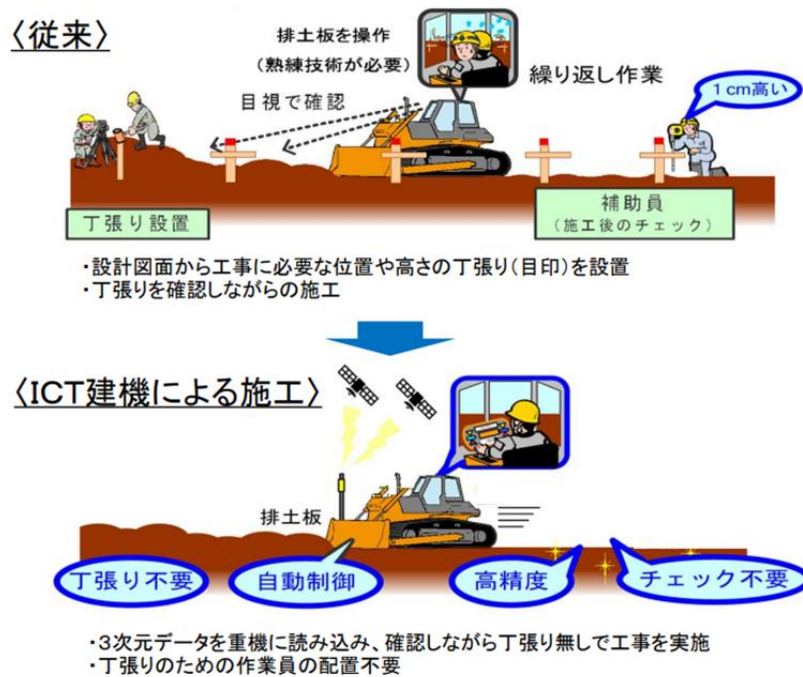 〈従来〉
排土板を操作
(熟練技術が必要)
繰り返し作業
目視で確認
1cm高い
丁張り設置
補助員
(施工後のチェック)
・設計図面から工事に必要な位置や高さの丁張り(目印)を設置
・丁張りを確認しながらの施工
〈ICT建機による施工〉
排土板
丁張り不要
自動制御
高精度
チェック不要
・3次元データを重機に読み込み、確認しながら丁張り無しで工事を実施
・丁張りのための作業員の配置不要